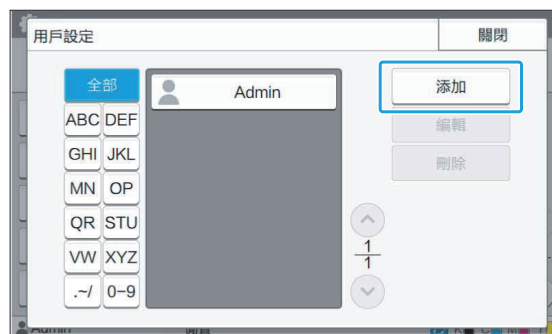 用戶設定
關閉
全部
Admin
添加
ABC DEF
編輯
GHI JKL
刪除
MN OP
QR STU
VW XYZ
1
1
.~/ 0-9
Admin